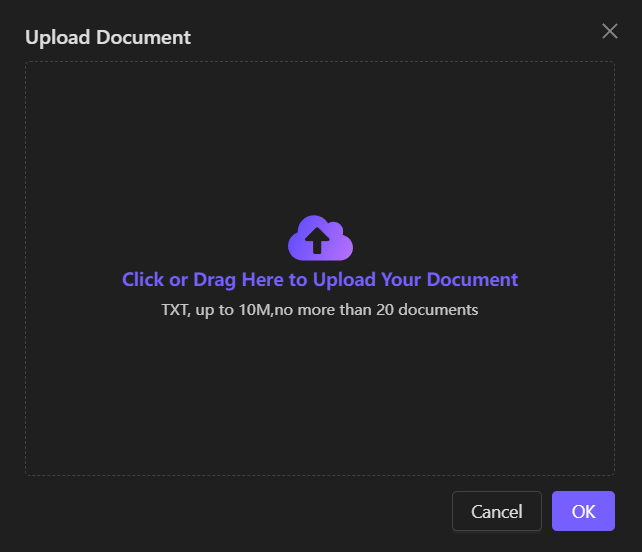 Upload Document
Click or Drag Here to Upload Your Document
TXT, up to 10M,no more than 20 documents
Cancel
OK